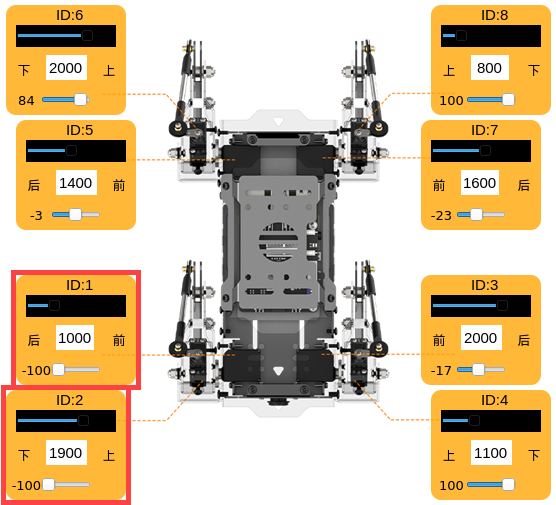 ID:6
下 2000 上
84
ID:8
上 800 下
100
ID:5
后 1400 前
-3
ID:7
前 1600 后
-23
ID:1
后 1000 前
-100
ID:3
前 2000 后
-17
ID:2
下 1900 上
-100
ID:4
上 1100 下
100